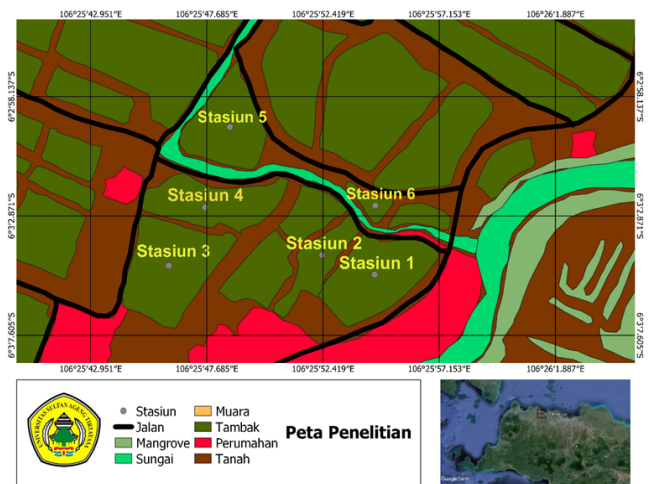 106°25'42.951"E 106°25'47.685"E 106°25'52.419"E 106°25'57.153"E 106°26'1.887"E
6°2'58.137"S 6°2'58.137"S
Stasiun 5
Stasiun 4
Stasiun 6
6°3'2.871"S 6°3'2.871"S
Stasiun 3
Stasiun 2
Stasiun 1
6°3'7.605"S 6°3'7.605"S
106°25'42.951"E 106°25'47.685"E 106°25'52.419"E 106°25'57.153"E 106°26'1.887"E
UNIVERSITAS SULTAN AGENG TIRTAYASA
Stasiun
Jalan
Mangrove
Sungai
Muara
Tambak
Perumahan
Tanah
Peta Penelitian
Google Earth